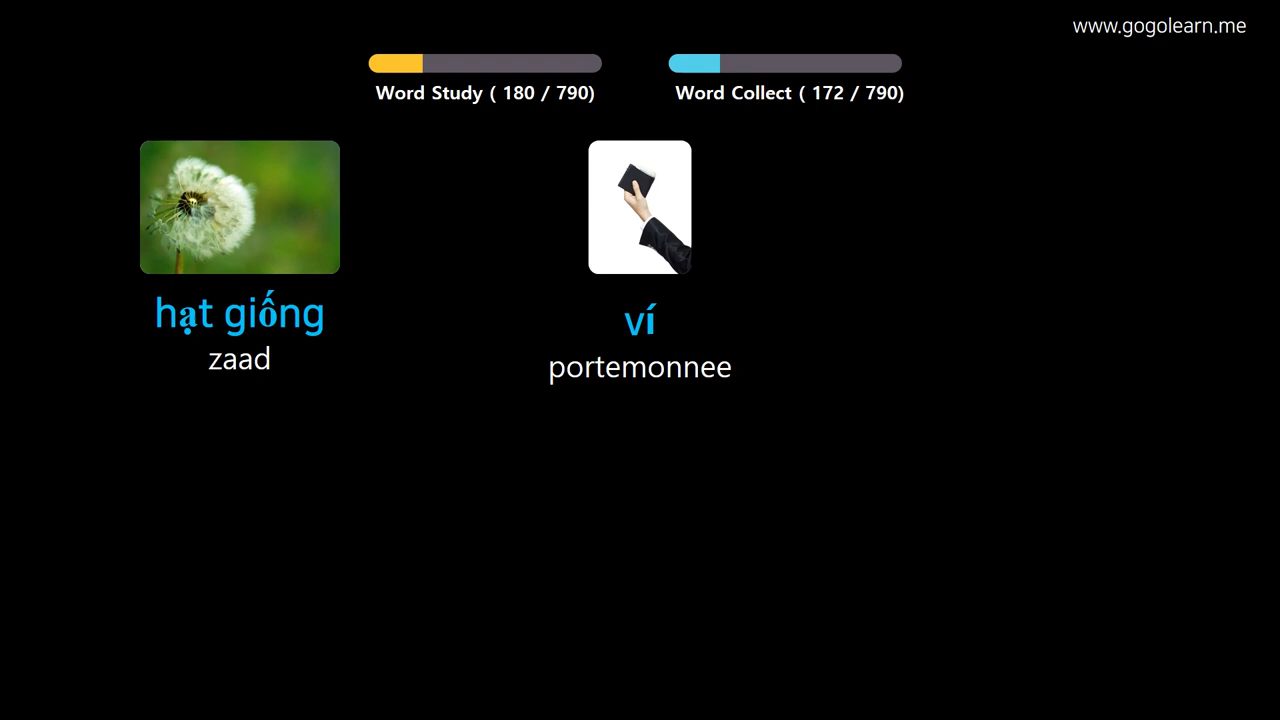 www.gogolearn.me
Word Study ( 180 / 790)
Word Collect ( 172 / 790)
hạt giống
zaad
ví
portemonnee